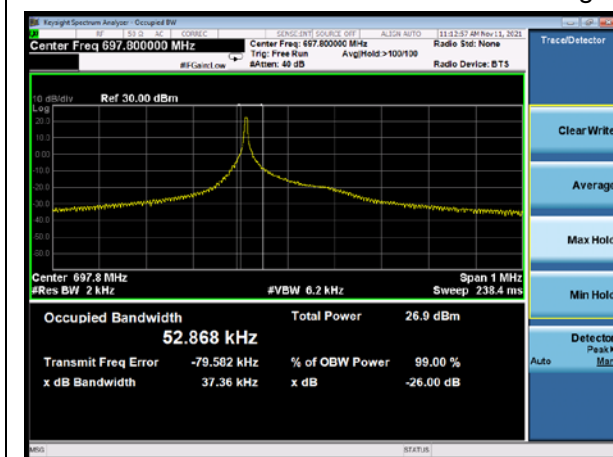 Keysight Spectrum Analyzer - Occupied BW
RF 50 Ω AC CORREC SENSE:INT SOURCE OFF ALIGN AUTO 11:12:57 AM Nov 11, 2021
Center Freq 697.800000 MHz
Center Freq: 697.800000 MHz
Radio Std: None
Trig: Free Run Avg|Hold:>100/100
#IFGain:Low #Atten: 40 dB Radio Device: BTS
Trace/Detector
10 dB/div Ref 30.00 dBm
Log
20.0
10.0
0.00
-10.0
-20.0
-30.0
-40.0
-50.0
-60.0
Clear Write
Average
Max Hold
Min Hold
Detector
Peak
Auto Man
Center 697.8 MHz Span 1 MHz
#Res BW 2 kHz #VBW 6.2 kHz Sweep 238.4 ms
Occupied Bandwidth Total Power 26.9 dBm
52.868 kHz
Transmit Freq Error -79.582 kHz % of OBW Power 99.00 %
x dB Bandwidth 37.36 kHz x dB -26.00 dB
MSG STATUS